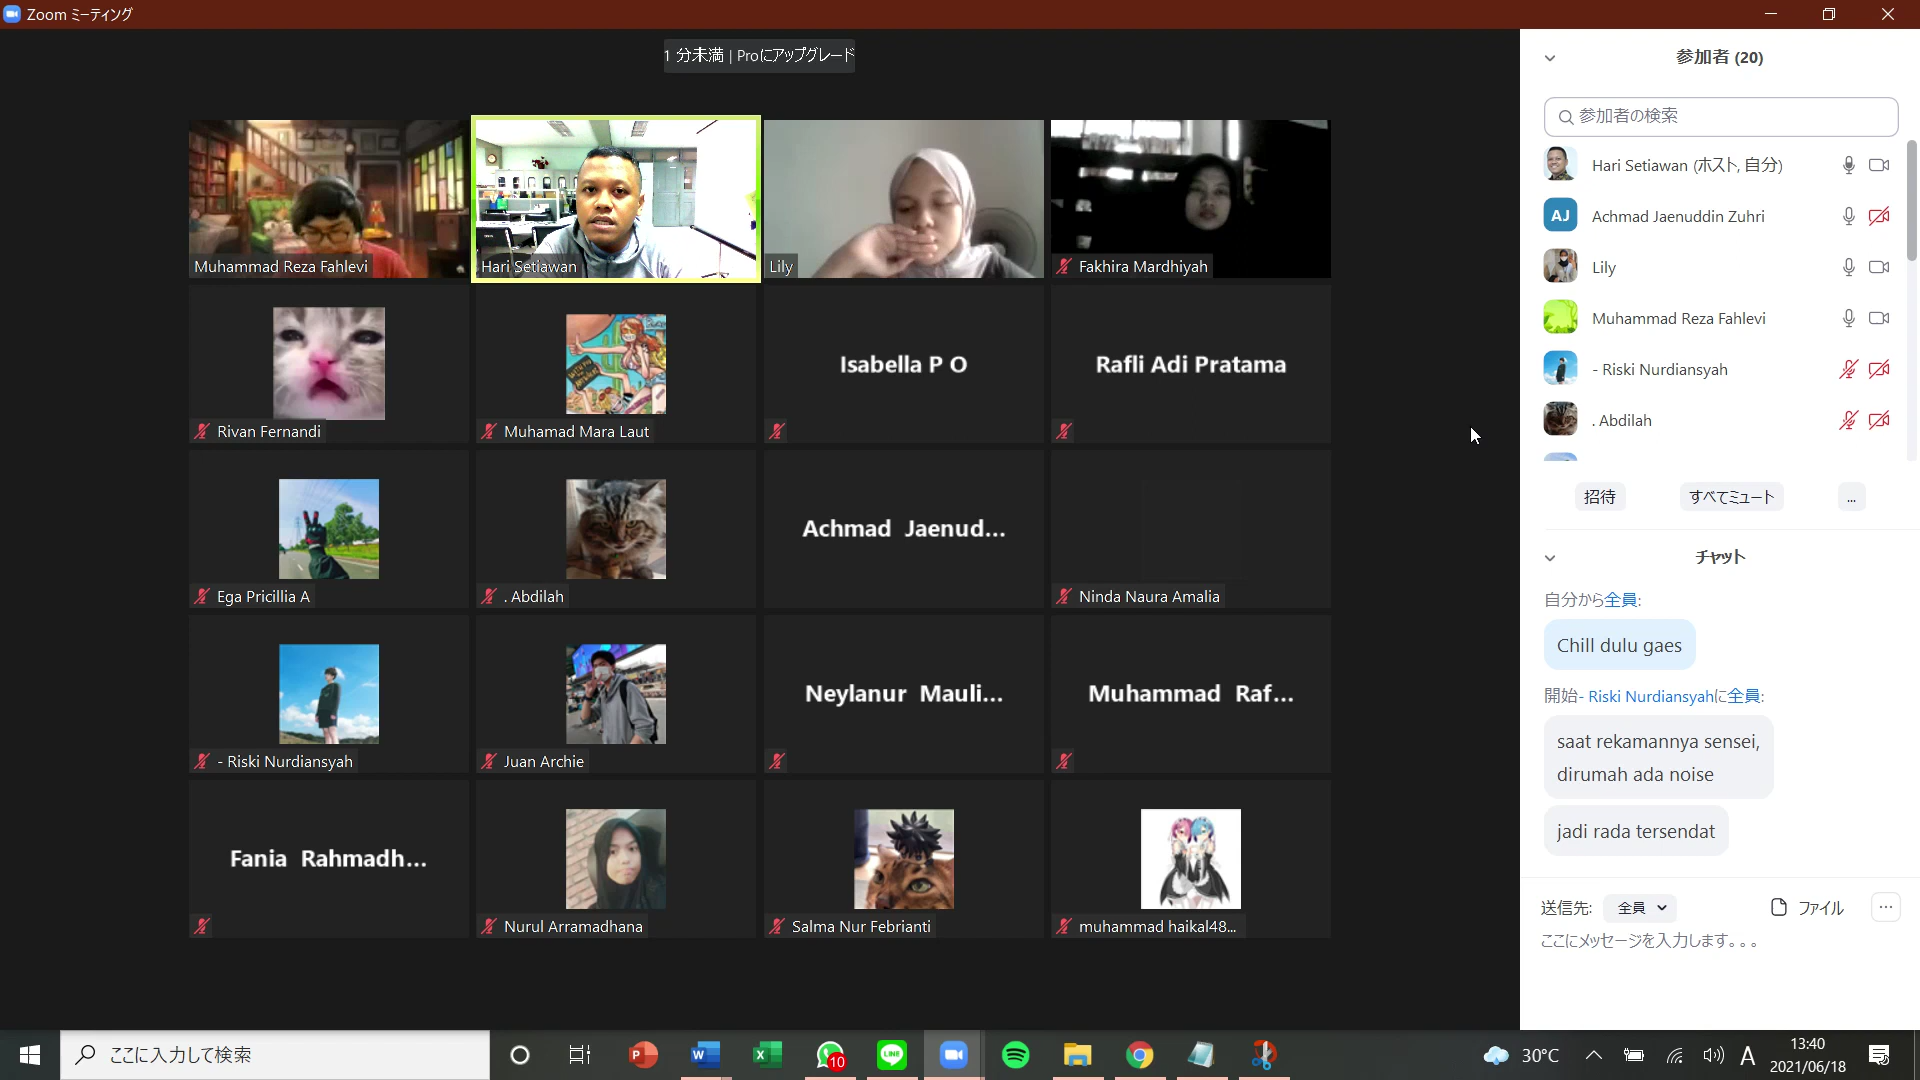 Zoom ミーティング
1 分未満 | Proにアップグレード
Muhammad Reza Fahlevi
Hari Setiawan
Lily
Fakhira Mardhiyah
Rivan Fernandi
Muhamad Mara Laut
Isabella P O
Rafli Adi Pratama
Ega Pricillia A
. Abdilah
Achmad Jaenud...
Ninda Naura Amalia
- Riski Nurdiansyah
Juan Archie
Neylanur Mauli...
Muhammad Raf...
Fania Rahmadh...
Nurul Arramadhana
Salma Nur Febrianti
muhammad haikal48...
参加者 (20)
参加者の検索
Hari Setiawan (ホスト, 自分)
AJ
Achmad Jaenuddin Zuhri
Lily
Muhammad Reza Fahlevi
- Riski Nurdiansyah
. Abdilah
招待
すべてミュート
...
チャット
自分から全員:
Chill dulu gaes
開始- Riski Nurdiansyahに全員:
saat rekamannya sensei,
dirumah ada noise
jadi rada tersendat
送信先:
全員
ファイル
ここにメッセージを入力します。。。
ここに入力して検索
10
LINE
30°C
A
13:40
2021/06/18